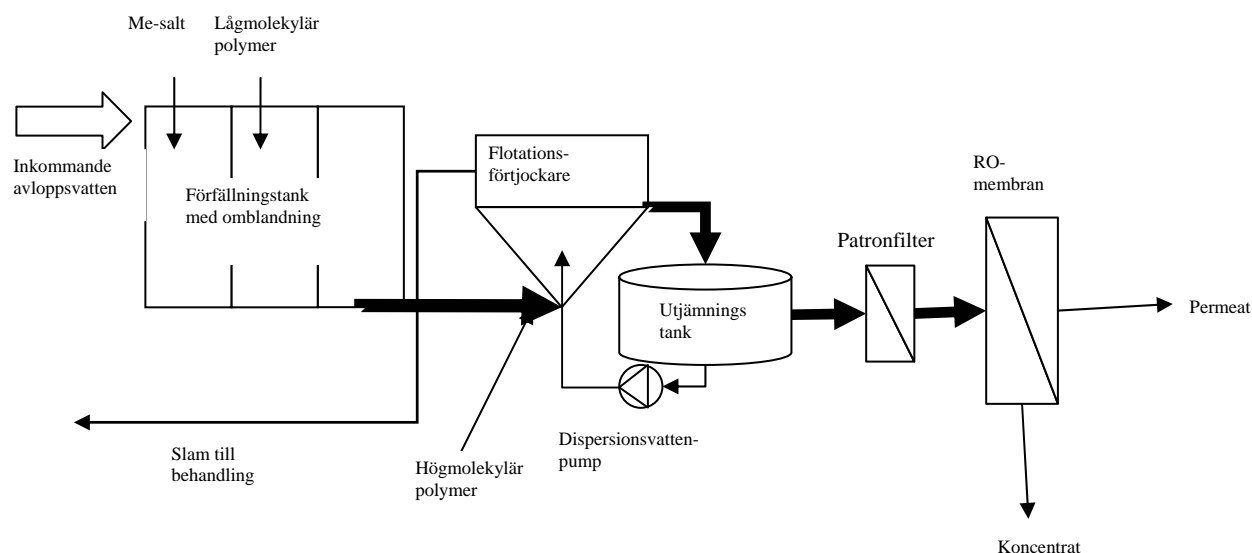 Me-salt
Lågmolekylär
polymer
Inkommande
avloppsvatten
Förfällningstank
med omblandning
Flotations-
förtjockare
RO-
membran
Patronfilter
Utjämnings
tank
Permeat
Dispersionsvatten-
pump
Slam till
behandling
Högmolekylär
polymer
Koncentrat